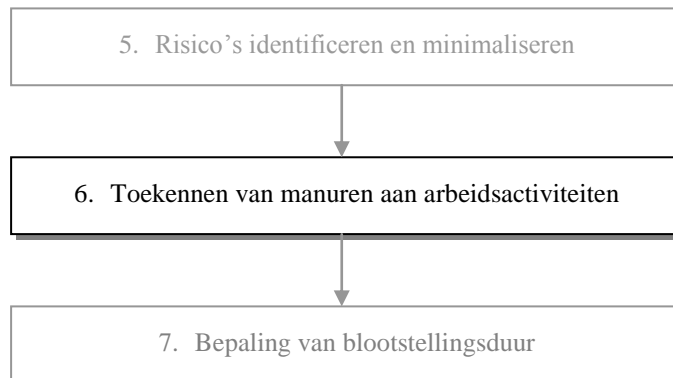 5. Risico’s identificeren en minimaliseren
6. Toekennen van manuren aan arbeidsactiviteiten
7. Bepaling van blootstellingsduur